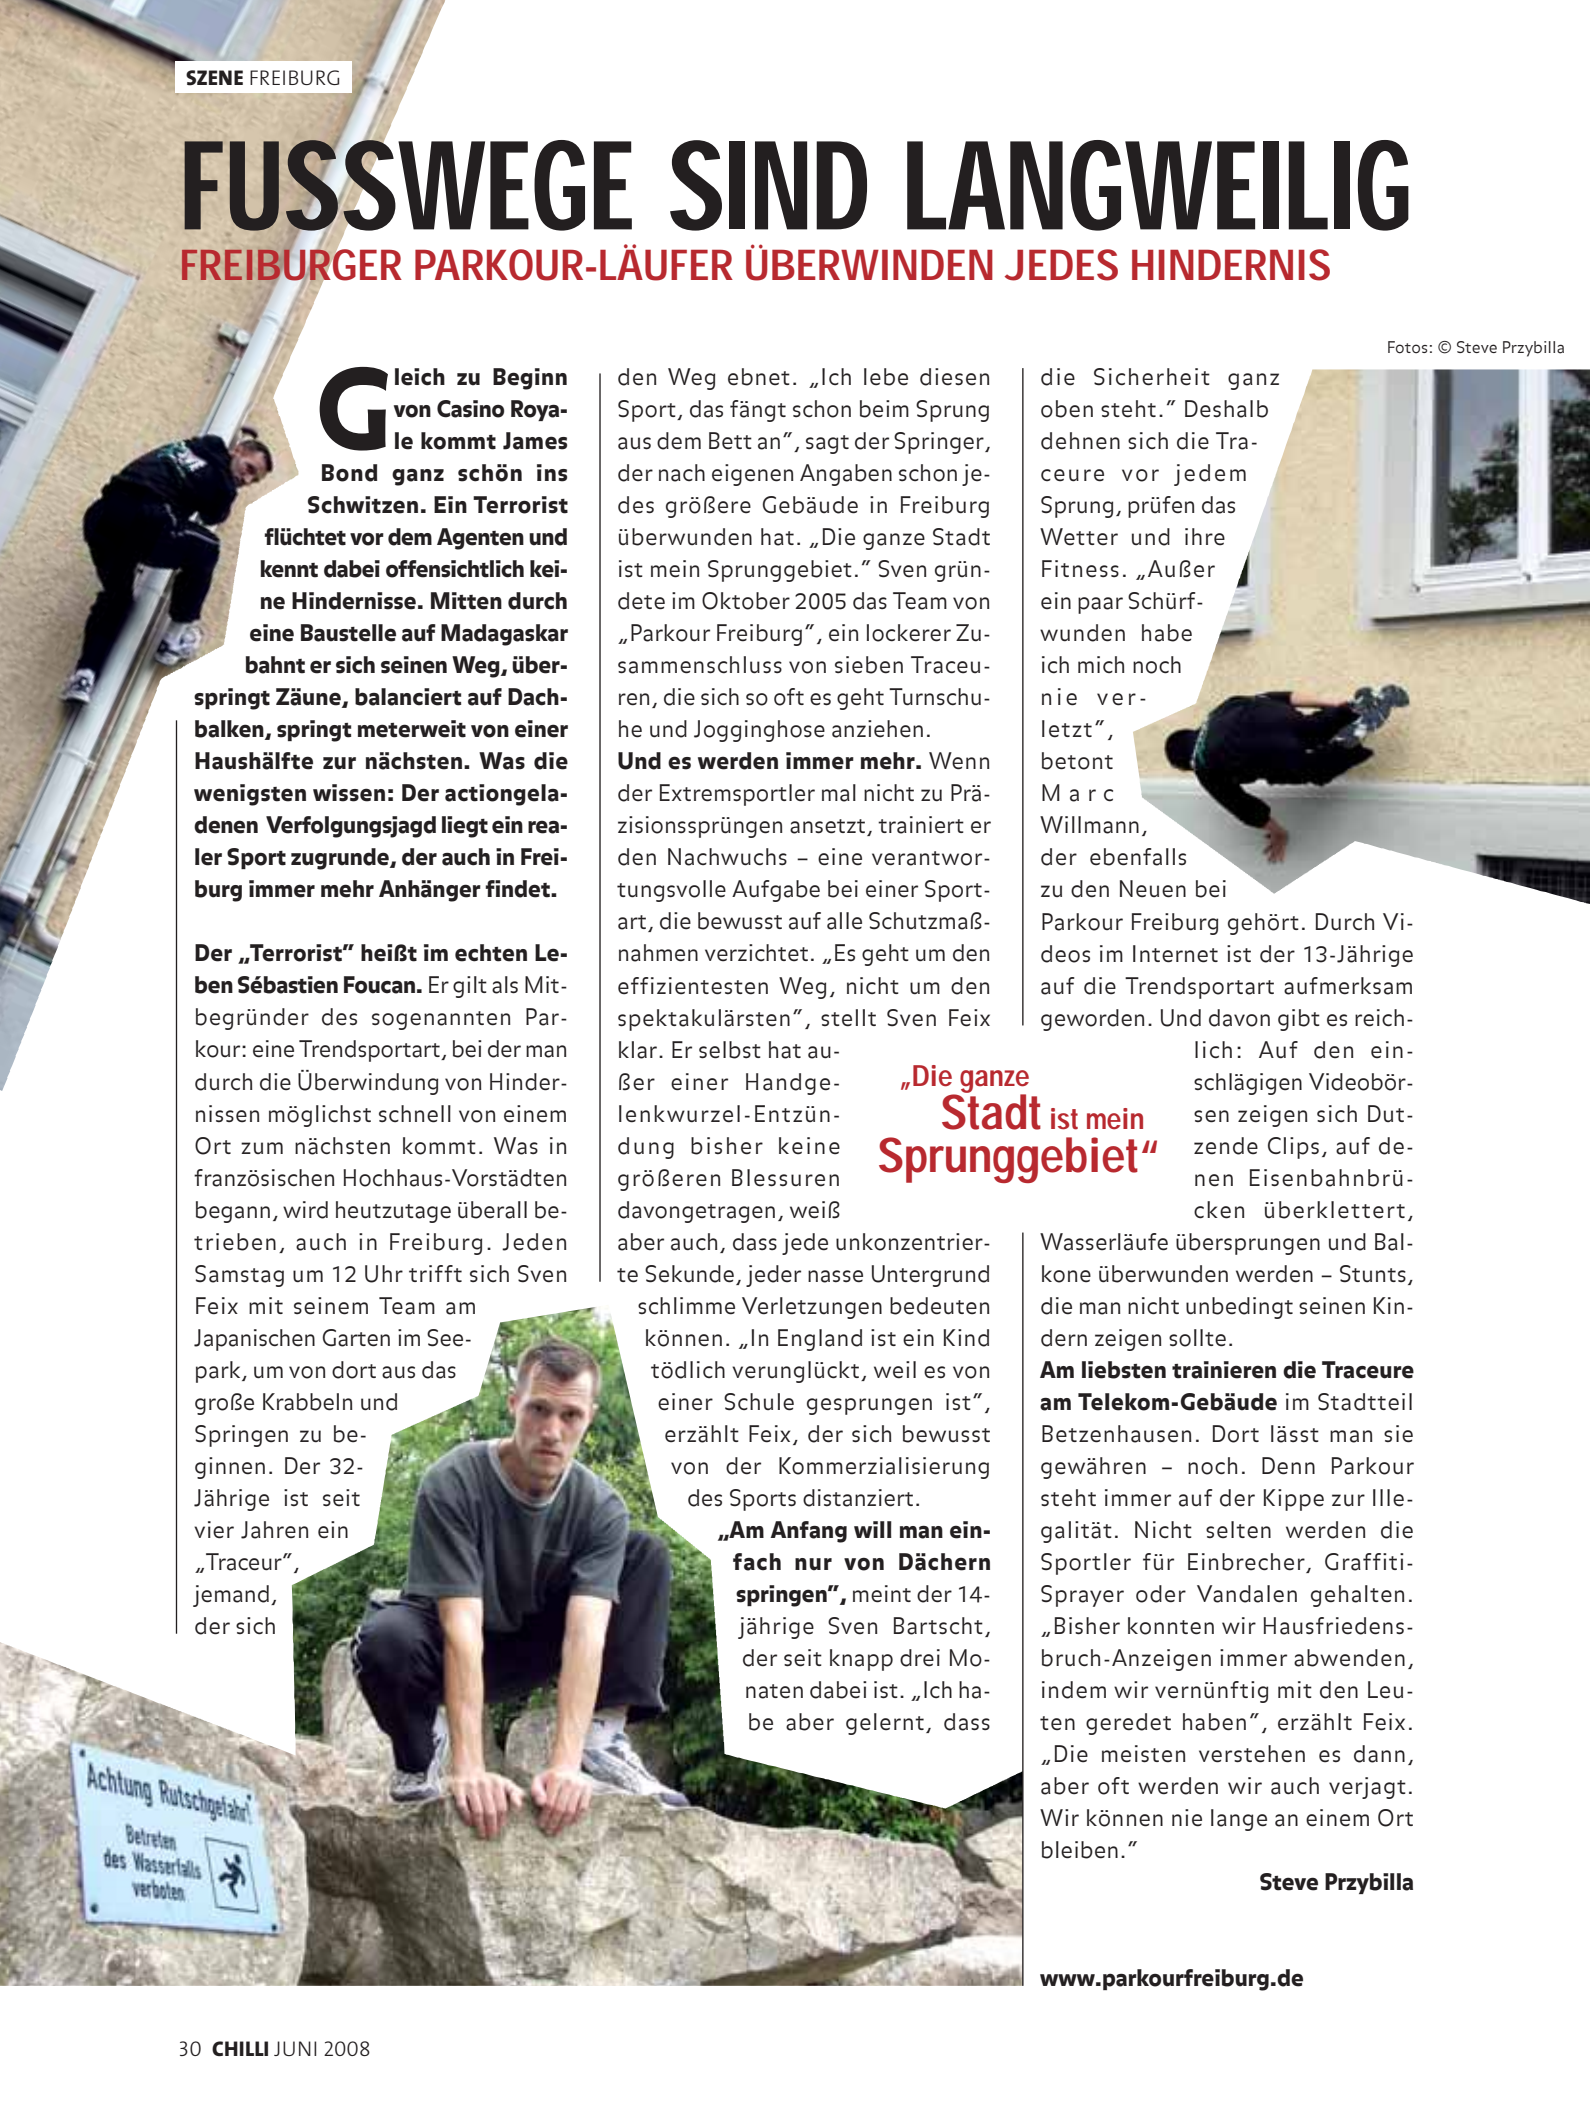 SZENE FREIBURG
FUSSWEGE SIND LANGWEILIG
FREIBURGER PARKOUR-LÄUFER ÜBERWINDEN JEDES HINDERNIS
Fotos: © Steve Przybilla
Gleich zu Beginn
von Casino Roya-
le kommt James
Bond ganz schön ins
Schwitzen. Ein Terrorist
flüchtet vor dem Agenten und
kennt dabei offensichtlich kei-
ne Hindernisse. Mitten durch
eine Baustelle auf Madagaskar
bahnt er sich seinen Weg, über-
springt Zäune, balanciert auf Dach-
balken, springt meterweit von einer
Haushälfte zur nächsten. Was die
wenigsten wissen: Der actiongela-
denen Verfolgungsjagd liegt ein rea-
ler Sport zugrunde, der auch in Frei-
burg immer mehr Anhänger findet.
Der „Terrorist” heißt im echten Le-
ben Sébastien Foucan. Er gilt als Mit-
begründer des sogenannten Par-
kour: eine Trendsportart, bei der man
durch die Überwindung von Hinder-
nissen möglichst schnell von einem
Ort zum nächsten kommt. Was in
französischen Hochhaus-Vorstädten
begann, wird heutzutage überall be-
trieben, auch in Freiburg. Jeden
Samstag um 12 Uhr trifft sich Sven
Feix mit seinem Team am
Japanischen Garten im See-
park, um von dort aus das
große Krabbeln und
Springen zu be-
ginnen. Der 32-
Jährige ist seit
vier Jahren ein
„Traceur”,
jemand,
der sich
den Weg ebnet. „Ich lebe diesen
Sport, das fängt schon beim Sprung
aus dem Bett an”, sagt der Springer,
der nach eigenen Angaben schon je-
des größere Gebäude in Freiburg
überwunden hat. „Die ganze Stadt
ist mein Sprunggebiet.” Sven grün-
dete im Oktober 2005 das Team von
„Parkour Freiburg”, ein lockerer Zu-
sammenschluss von sieben Traceu-
ren, die sich so oft es geht Turnschu-
he und Jogginghose anziehen.
Und es werden immer mehr. Wenn
der Extremsportler mal nicht zu Prä-
zisionssprüngen ansetzt, trainiert er
den Nachwuchs – eine verantwor-
tungsvolle Aufgabe bei einer Sport-
art, die bewusst auf alle Schutzmaß-
nahmen verzichtet. „Es geht um den
effizientesten Weg, nicht um den
spektakulärsten”, stellt Sven Feix
klar. Er selbst hat au-
ßer einer Handge-
lenkwurzel-Entzün-
dung bisher keine
größeren Blessuren
davongetragen, weiß
aber auch, dass jede unkonzentrier-
te Sekunde, jeder nasse Untergrund
schlimme Verletzungen bedeuten
können. „In England ist ein Kind
tödlich verunglückt, weil es von
einer Schule gesprungen ist”,
erzählt Feix, der sich bewusst
von der Kommerzialisierung
des Sports distanziert.
„Am Anfang will man ein-
fach nur von Dächern
springen”, meint der 14-
jährige Sven Bartscht,
der seit knapp drei Mo-
naten dabei ist. „Ich ha-
be aber gelernt, dass
„Die ganze
Stadt ist mein
Sprunggebiet“
die Sicherheit ganz
oben steht.” Deshalb
dehnen sich die Tra-
ceure vor jedem
Sprung, prüfen das
Wetter und ihre
Fitness. „Außer
ein paar Schürf-
wunden habe
ich mich noch
nie ver-
letzt”,
betont
Marc
Willmann,
der ebenfalls
zu den Neuen bei
Parkour Freiburg gehört. Durch Vi-
deos im Internet ist der 13-Jährige
auf die Trendsportart aufmerksam
geworden. Und davon gibt es reich-
lich: Auf den ein-
schlägigen Videobör-
sen zeigen sich Dut-
zende Clips, auf de-
nen Eisenbahnbrü-
cken überklettert,
Wasserläufe übersprungen und Bal-
kone überwunden werden – Stunts,
die man nicht unbedingt seinen Kin-
dern zeigen sollte.
Am liebsten trainieren die Traceure
am Telekom-Gebäude im Stadtteil
Betzenhausen. Dort lässt man sie
gewähren – noch. Denn Parkour
steht immer auf der Kippe zur Ille-
galität. Nicht selten werden die
Sportler für Einbrecher, Graffiti-
Sprayer oder Vandalen gehalten.
„Bisher konnten wir Hausfriedens-
bruch-Anzeigen immer abwenden,
indem wir vernünftig mit den Leu-
ten geredet haben”, erzählt Feix.
„Die meisten verstehen es dann,
aber oft werden wir auch verjagt.
Wir können nie lange an einem Ort
bleiben.”
Steve Przybilla
www.parkourfreiburg.de
Achtung Rutschgefahr!
Betreten
des Wasserfalls
verboten
30 CHILLI JUNI 2008